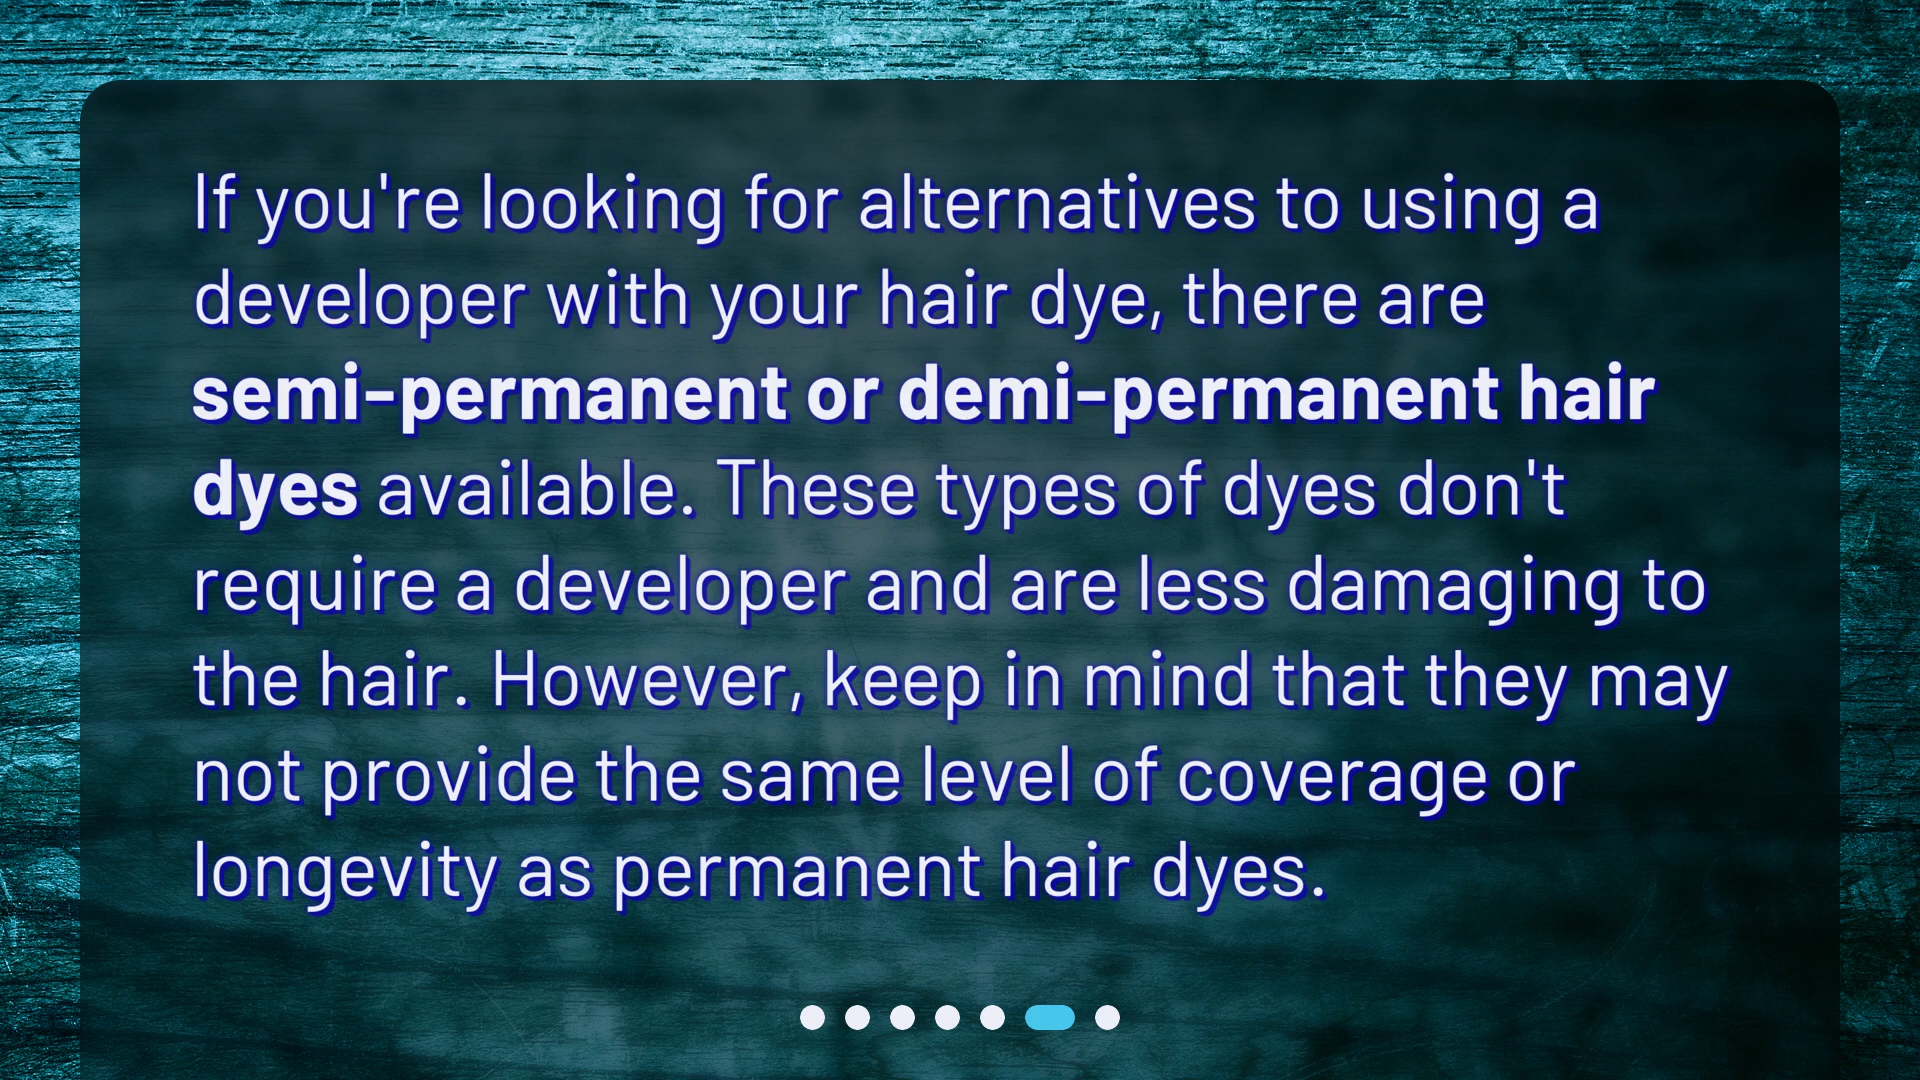 If you're looking for alternatives to using a
developer with your hair dye, there are
semi-permanent or demi-permanent hair
dyes available. These types of dyes don't
require a developer and are less damaging to
the hair. However, keep in mind that they may
not provide the same level of coverage or
longevity as permanent hair dyes.